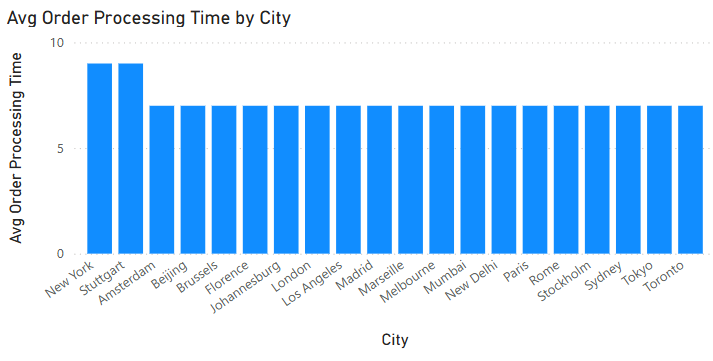 Avg Order Processing Time by City
Avg Order Processing Time
10
5
0
New York
Stuttgart
Amsterdam
Beijing
Brussels
Florence
Johannesburg
London
Los Angeles
Madrid
Marseille
Melbourne
Mumbai
New Delhi
Paris
Rome
Stockholm
Sydney
Tokyo
Toronto
City